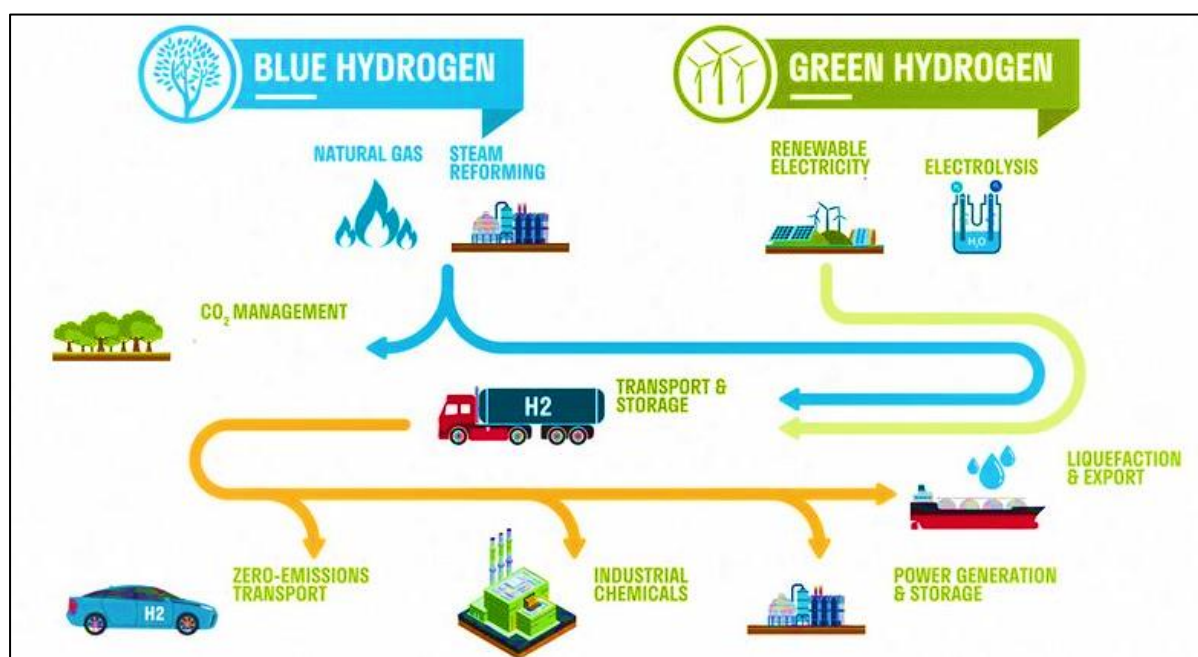 BLUE HYDROGEN
GREEN HYDROGEN
NATURAL GAS
STEAM
REFORMING
RENEWABLE
ELECTRICITY
ELECTROLYSIS
H₂O
CO₂ MANAGEMENT
H2
TRANSPORT &
STORAGE
LIQUEFACTION
& EXPORT
ZERO-EMISSIONS
TRANSPORT
H2
INDUSTRIAL
CHEMICALS
POWER GENERATION
& STORAGE